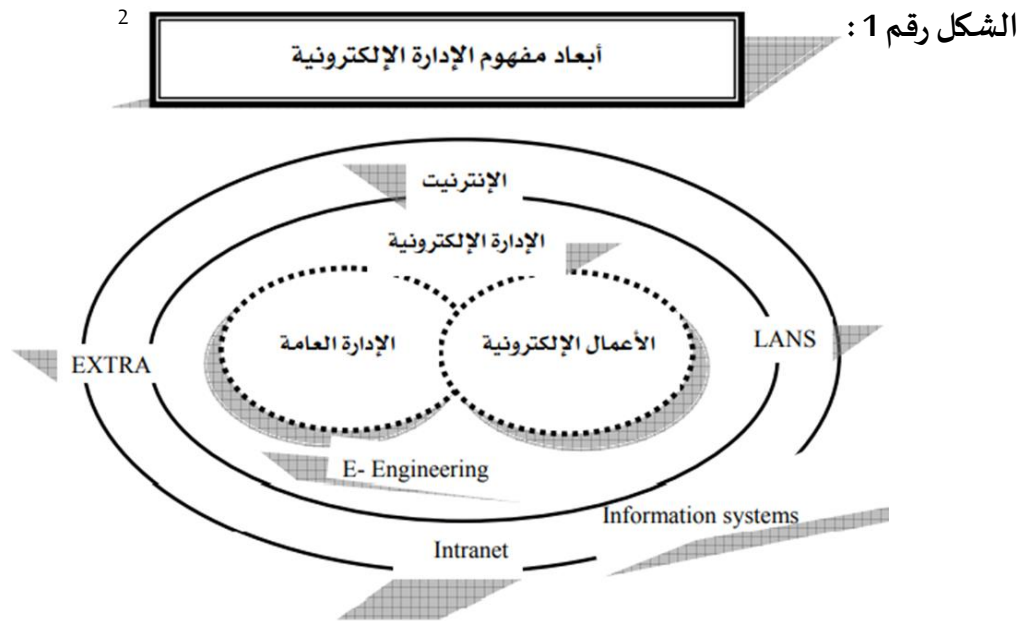 الشكل رقم 1 :
2
أبعاد مفهوم الإدارة الإلكترونية
الإنترنيت
الإدارة الإلكترونية
الأعمال الإلكترونية
الإدارة العامة
LANS
EXTRA
E- Engineering
Information systems
Intranet